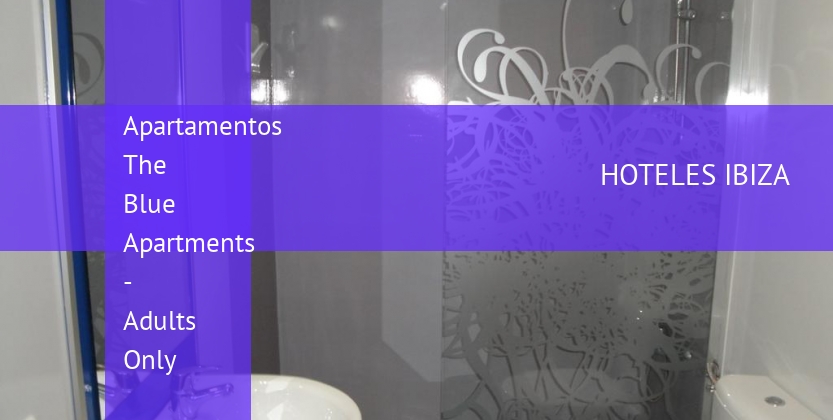 Apartamentos
The
Blue
Apartments
-
Adults
Only
HOTELES IBIZA